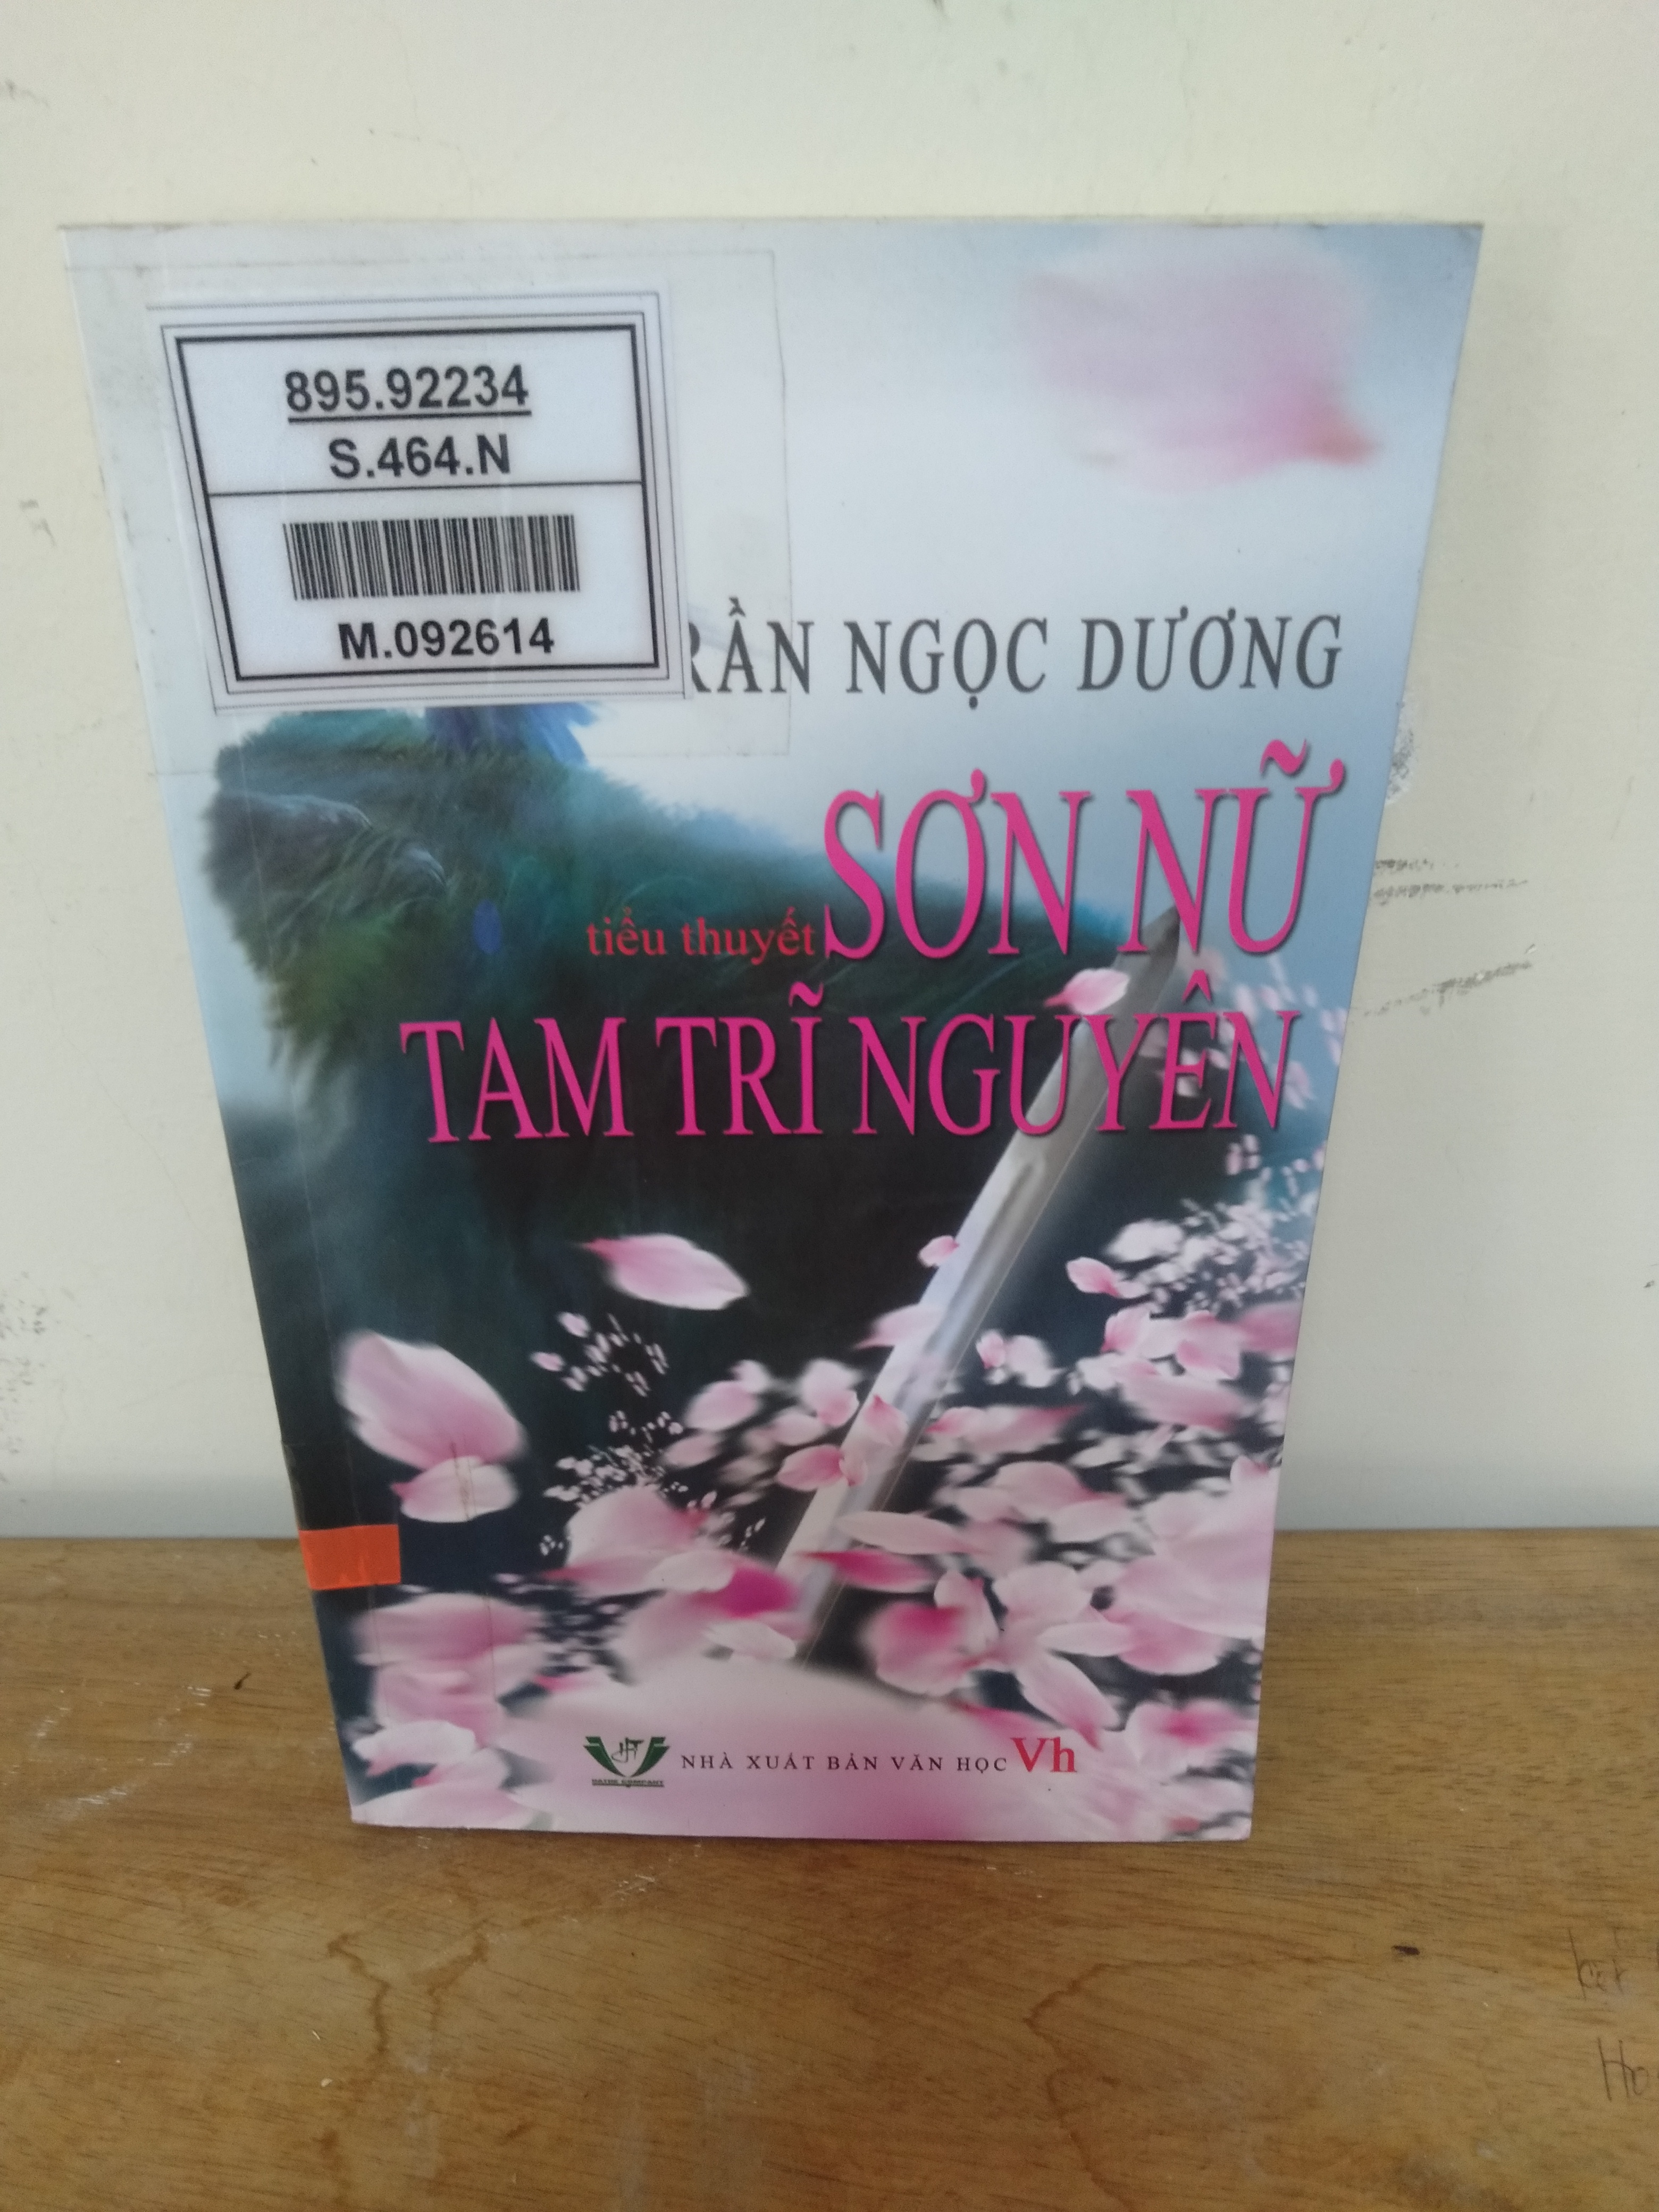 895.92234
S.464.N
M.092614
RẦN NGỌC DƯƠNG
SƠN NỮ
tiểu thuyết
TAM TRĨ NGUYÊN
NHÀ XUẤT BẢN VĂN HỌC Vh